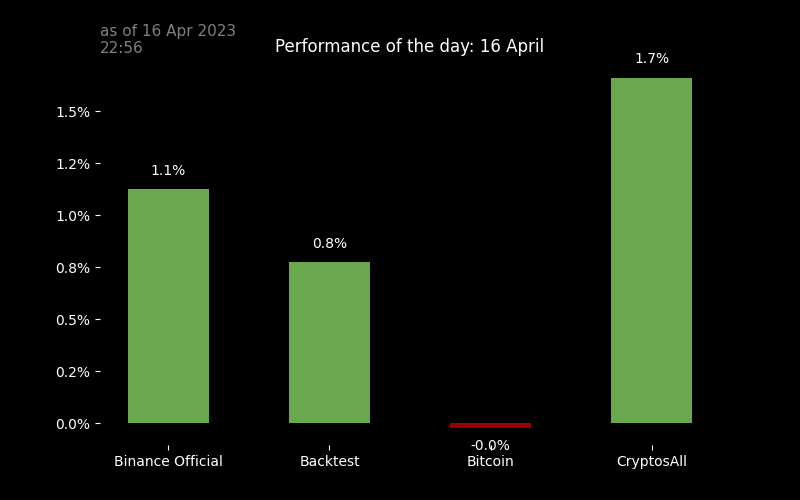 as of 16 Apr 2023
22:56
Performance of the day: 16 April
1.7%
1.5%
1.2%
1.1%
1.0%
0.8%
0.8%
0.5%
0.2%
0.0%
-0.0%
Binance Official
Backtest
Bitcoin
CryptosAll